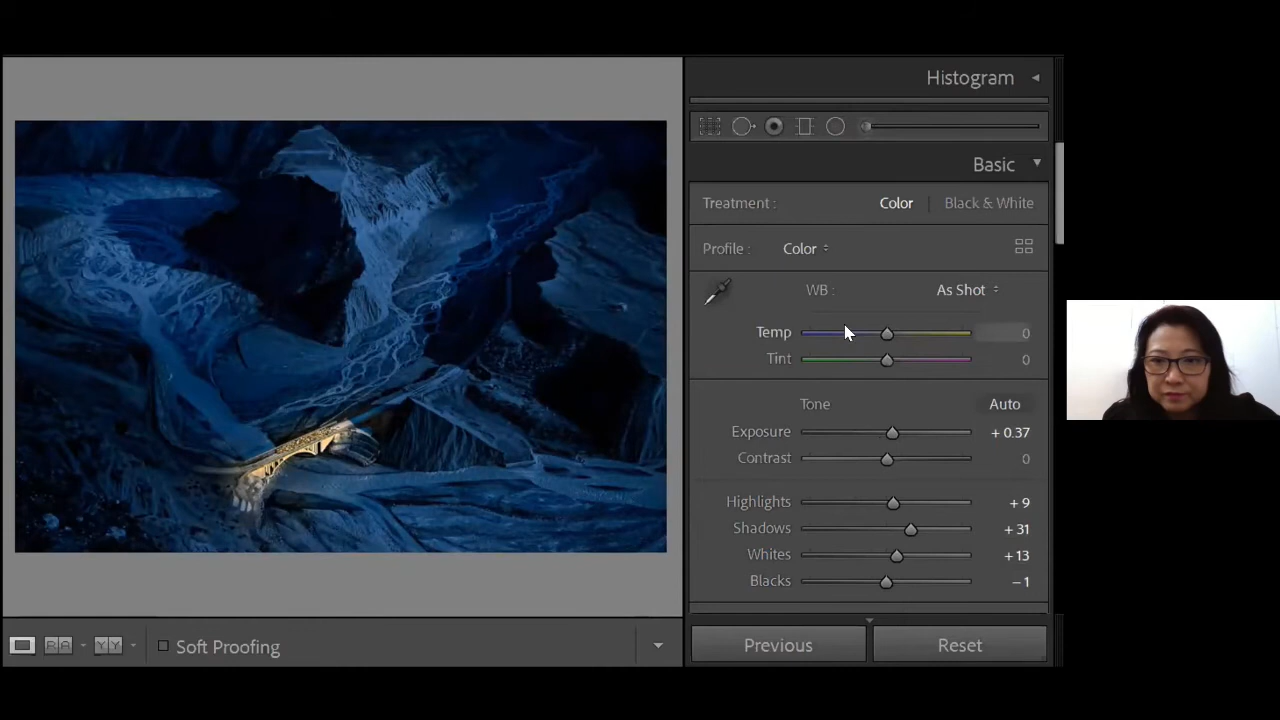 Histogram
Basic
Treatment : Color Black & White
Profile : Color
WB : As Shot
Temp 0
Tint 0
Tone Auto
Exposure + 0.37
Contrast 0
Highlights + 9
Shadows + 31
Whites + 13
Blacks − 1
R A Y Y Soft Proofing
Previous Reset